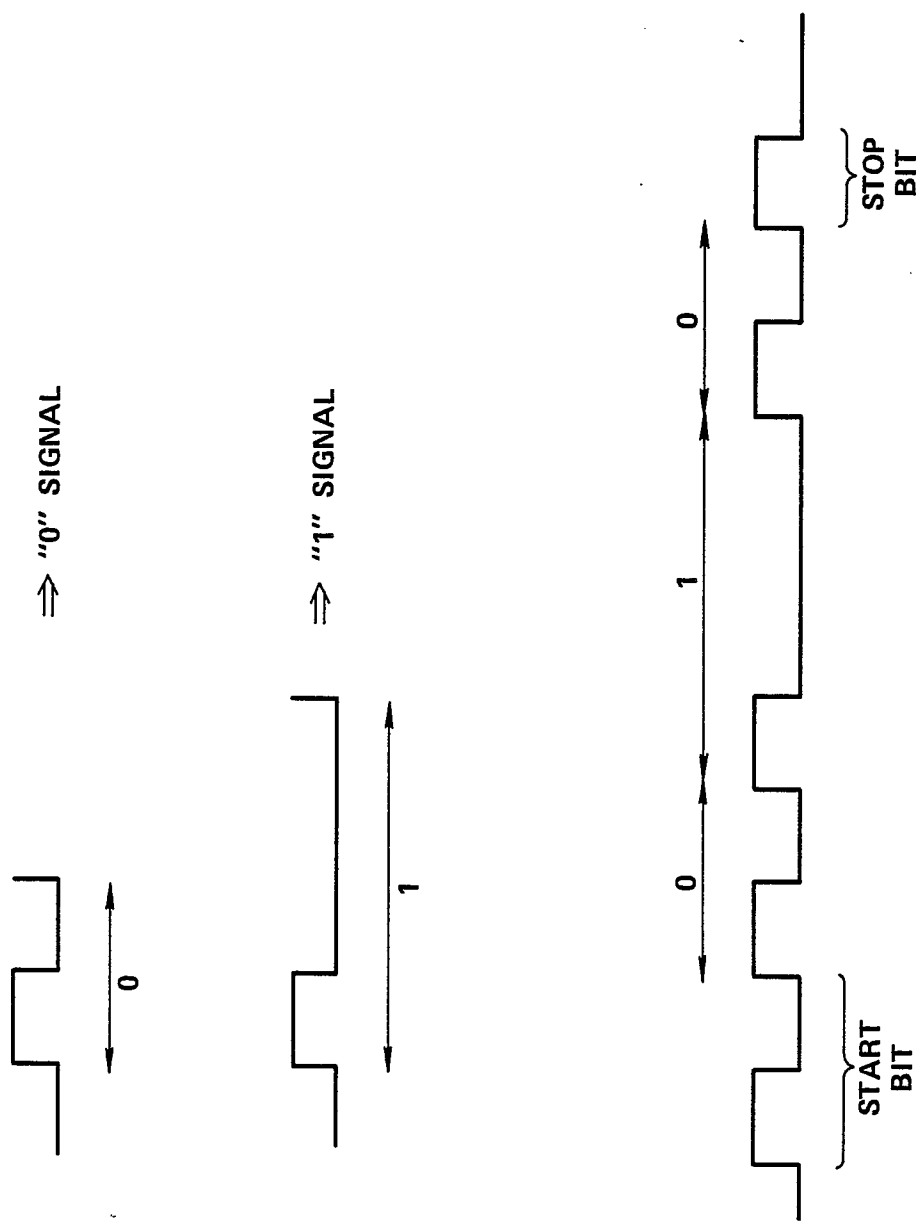 0
⇒ "0" SIGNAL
1
⇒ "1" SIGNAL
0
1
0
START
BIT
STOP
BIT